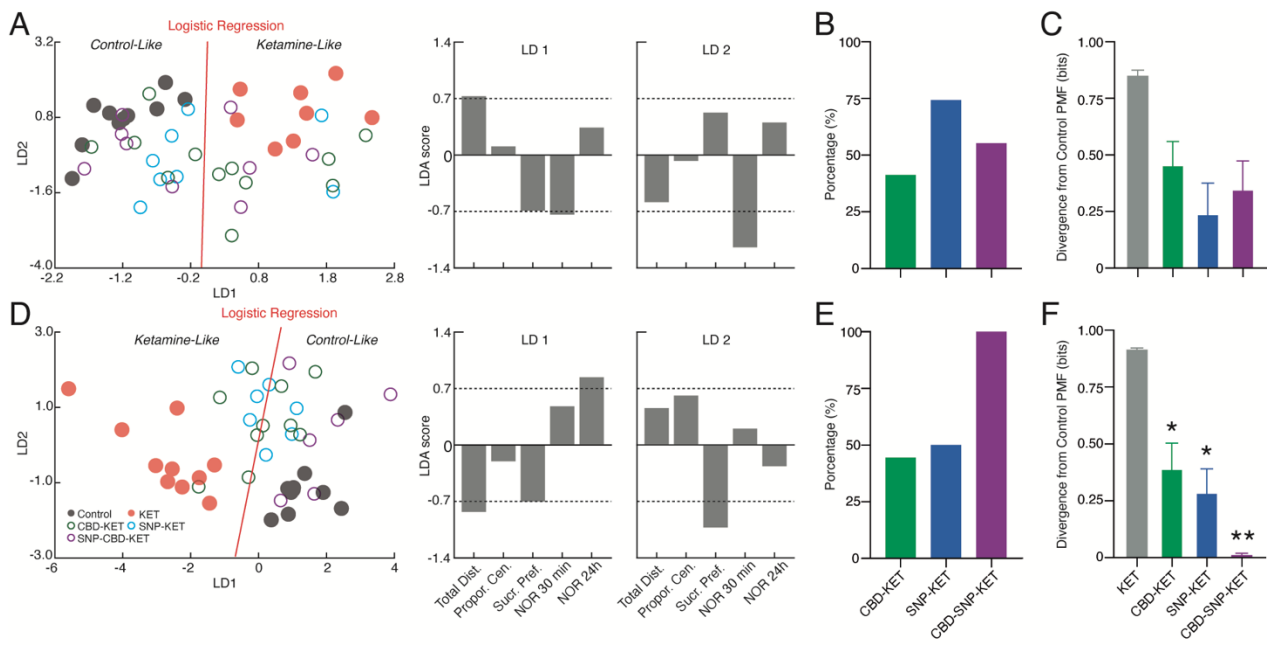 A
Logistic Regression
Control-Like
Ketamine-Like
LD2
3.2
0.8
-1.6
-4.0
-2.2
-1.2
-0.2
0.8
1.8
2.8
LD1
LD 1
LD 2
LDA score
1.4
0.7
0
-0.7
-1.4
B
Percentage (%)
100
75
50
25
0
C
Divergence from Control PMF (bits)
1.00
0.75
0.50
0.25
0
D
Logistic Regression
Ketamine-Like
Control-Like
LD2
3.0
1.0
-1.0
-3.0
-6
-4
-2
0
2
4
LD1
Control
KET
CBD-KET
SNP-KET
SNP-CBD-KET
LD 1
LD 2
LDA score
1.4
0.7
0
-0.7
-1.4
Total Dist.
Propor. Cen.
Sucr. Pref.
NOR 30 min
NOR 24h
Total Dist.
Propor. Cen.
Sucr. Pref.
NOR 30 min
NOR 24h
E
Percentage (%)
100
75
50
25
0
CBD-KET
SNP-KET
CBD-SNP-KET
F
Divergence from Control PMF (bits)
1.00
0.75
0.50
0.25
0
*
*
**
KET
CBD-KET
SNP-KET
CBD-SNP-KET